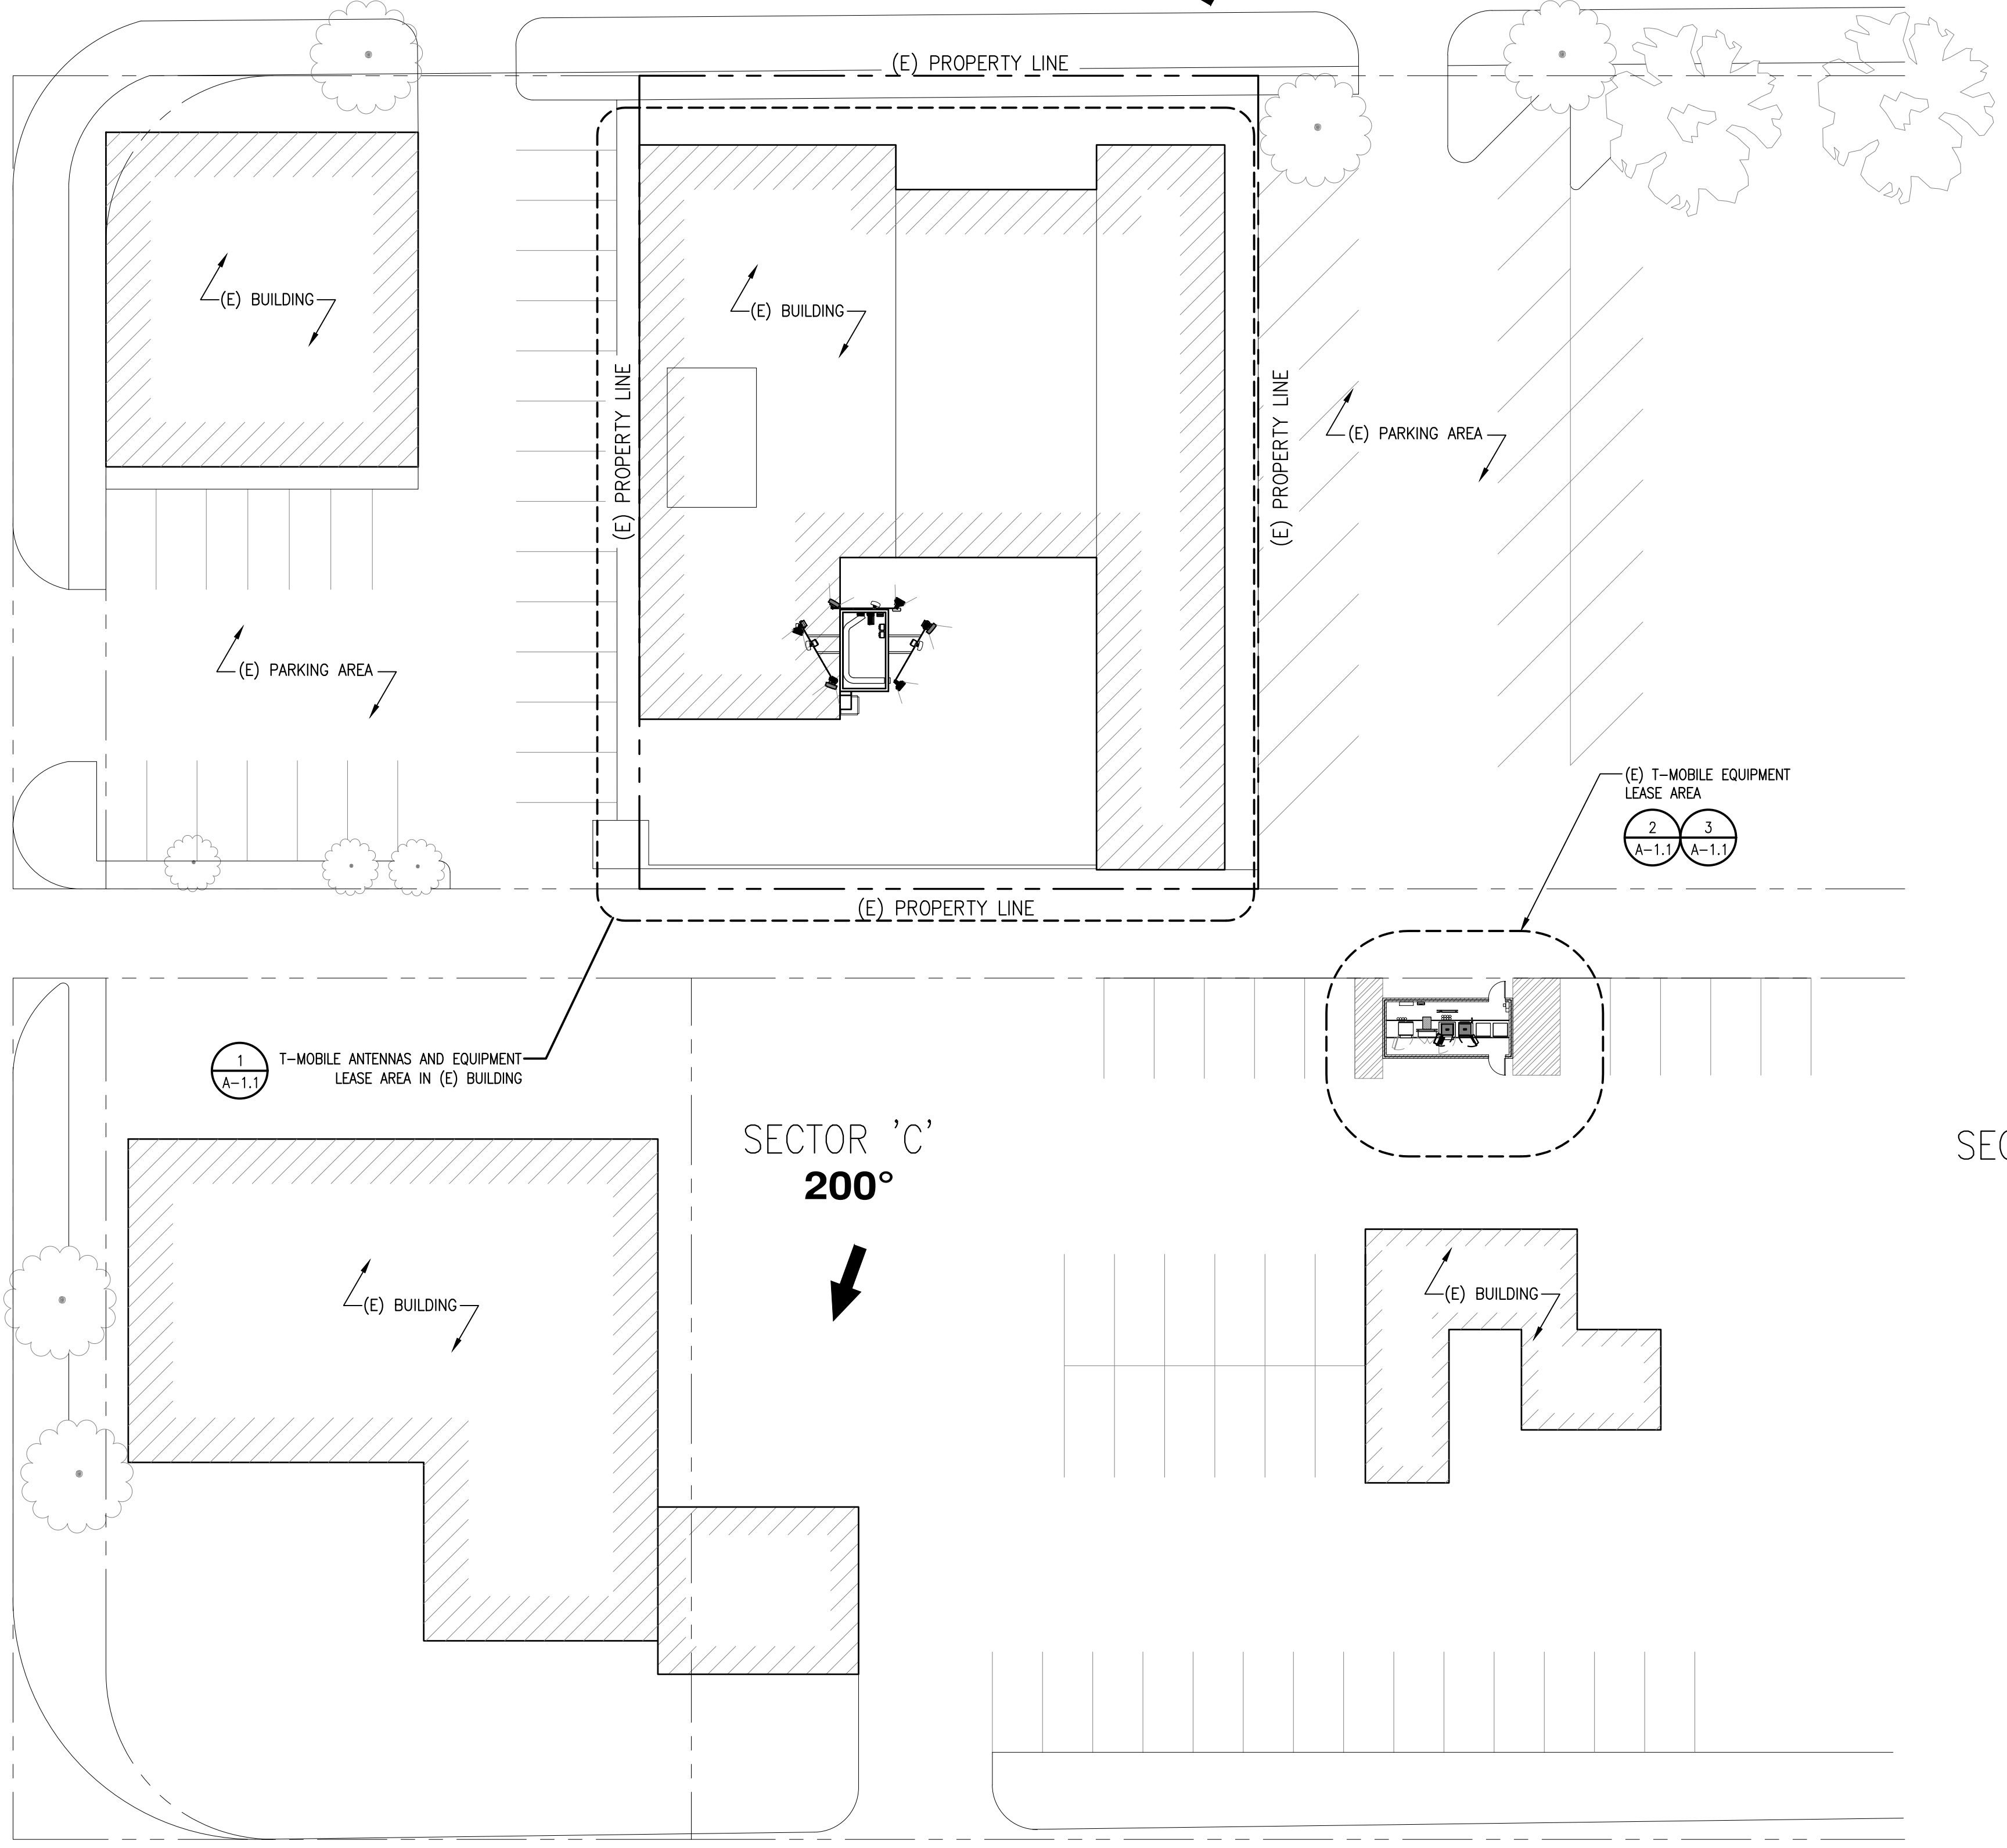 (E) PROPERTY LINE
(E) BUILDING
(E) BUILDING
(E) PROPERTY LINE
(E) PROPERTY LINE
(E) PARKING AREA
(E) PARKING AREA
(E) T-MOBILE EQUIPMENT
LEASE AREA
2
A-1.1
3
A-1.1
(E) PROPERTY LINE
1
A-1.1
T-MOBILE ANTENNAS AND EQUIPMENT
LEASE AREA IN (E) BUILDING
SECTOR 'C'
200°
(E) BUILDING
(E) BUILDING